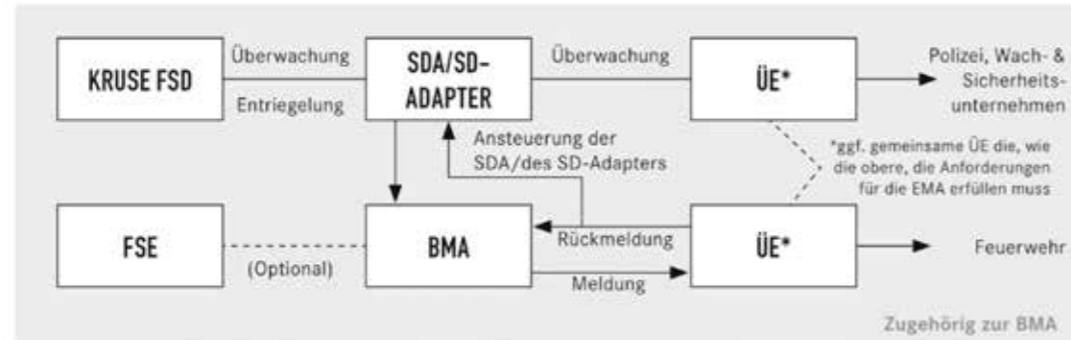 KRUSE FSD
Überwachung
Entriegelung
SDA/SD-
ADAPTER
Überwachung
ÜE*
Polizei, Wach- &
Sicherheits-
unternehmen
Ansteuerung der
SDA/des SD-Adapters
*ggf. gemeinsame ÜE die, wie
die obere, die Anforderungen
für die EMA erfüllen muss
FSE
(Optional)
BMA
Rückmeldung
Meldung
ÜE*
Feuerwehr
Zugehörig zur BMA